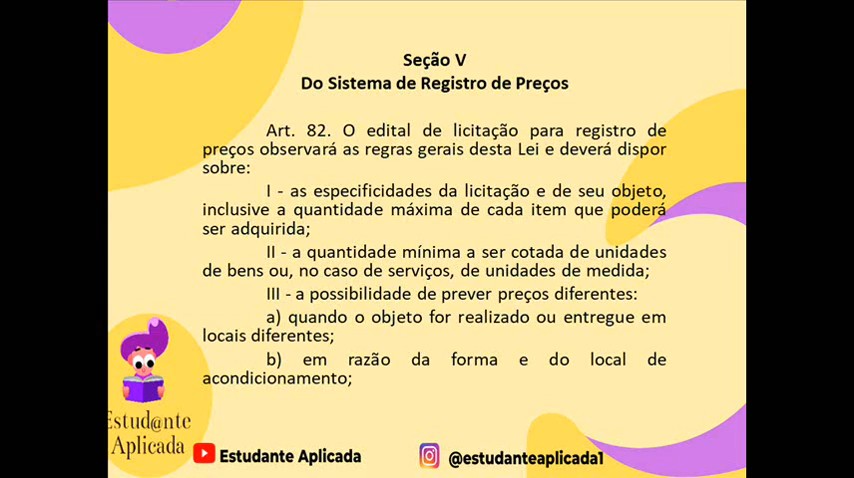 Seção V
Do Sistema de Registro de Preços
Art. 82. O edital de licitação para registro de
preços observará as regras gerais desta Lei e deverá dispor
sobre:
I - as especificidades da licitação e de seu objeto,
inclusive a quantidade máxima de cada item que poderá
ser adquirida;
II - a quantidade mínima a ser cotada de unidades
de bens ou, no caso de serviços, de unidades de medida;
III - a possibilidade de prever preços diferentes:
a) quando o objeto for realizado ou entregue em
locais diferentes;
b) em razão da forma e do local de
acondicionamento;
Estud@nte
Aplicada
Estudante Aplicada
@estudanteaplicada1